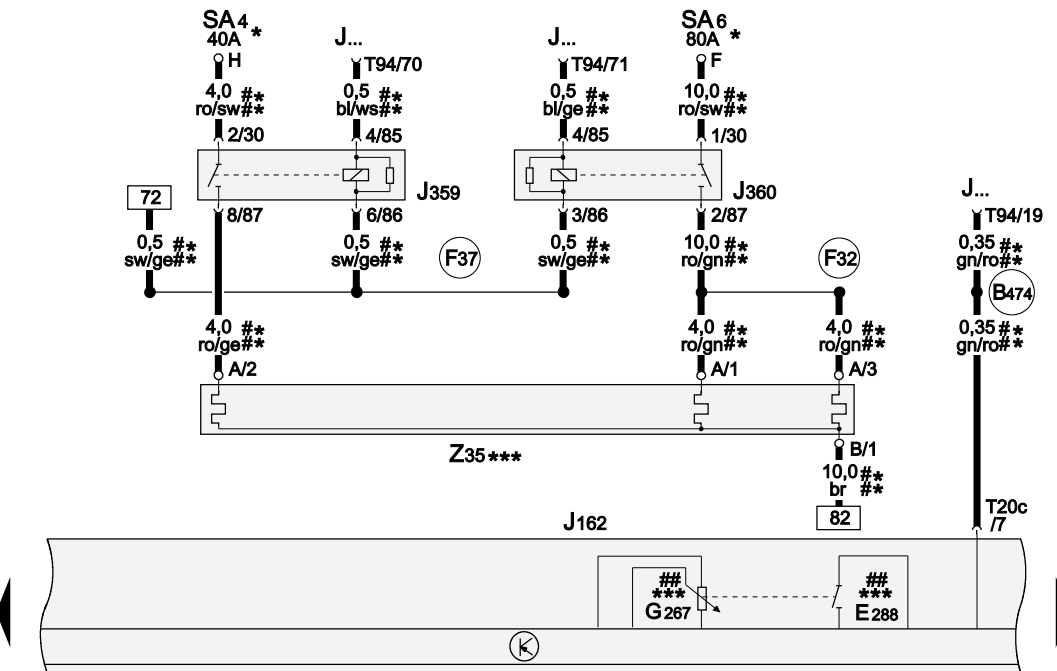 SA4 J... J... SA6
40A * 80A *
H T94/70 T94/71 F
4,0 #* 0,5 #* 0,5 #* 10,0 #*
ro/sw#* bl/ws#* bl/ge #* ro/sw#*
2/30 4/85 4/85 1/30
J359 J360
72 J...
8/87 6/86 3/86 2/87 T94/19
0,5 #* 0,5 #* 0,5 #* 10,0 #* 0,35 #*
sw/ge#* sw/ge#* F37 sw/ge#* ro/gn#* F32 gn/ro#*
B474
4,0 #* 4,0 #* 4,0 #* 0,35 #*
ro/ge#* ro/gn#* ro/gn#* gn/ro#*
A/2 A/1 A/3
Z35***
B/1
10,0#*
br #*
82
T20c
/7
J162
## ##
*** ***
G267 E288